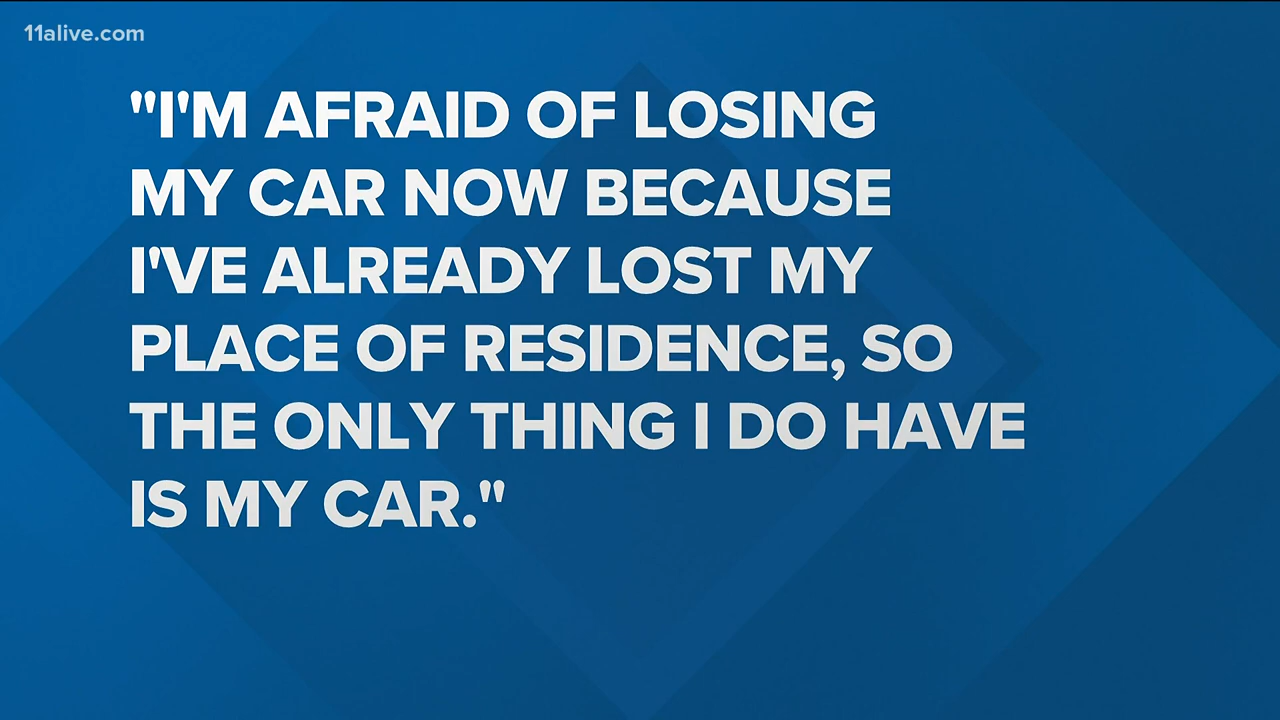 11alive.com
"I'M AFRAID OF LOSING
MY CAR NOW BECAUSE
I'VE ALREADY LOST MY
PLACE OF RESIDENCE, SO
THE ONLY THING I DO HAVE
IS MY CAR."